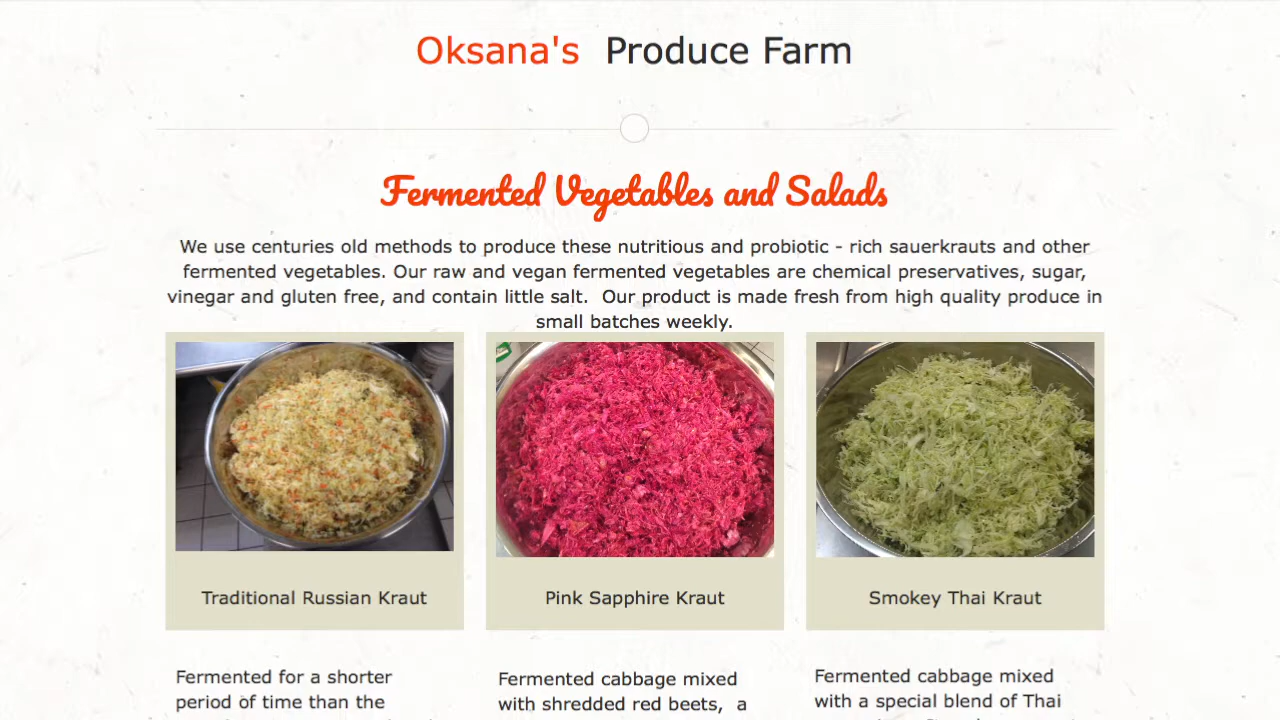 Oksana's Produce Farm
Fermented Vegetables and Salads
We use centuries old methods to produce these nutritious and probiotic - rich sauerkrauts and other
fermented vegetables. Our raw and vegan fermented vegetables are chemical preservatives, sugar,
vinegar and gluten free, and contain little salt. Our product is made fresh from high quality produce in
small batches weekly.
Traditional Russian Kraut
Pink Sapphire Kraut
Smokey Thai Kraut
Fermented for a shorter
period of time than the
Fermented cabbage mixed
with shredded red beets, a
Fermented cabbage mixed
with a special blend of Thai